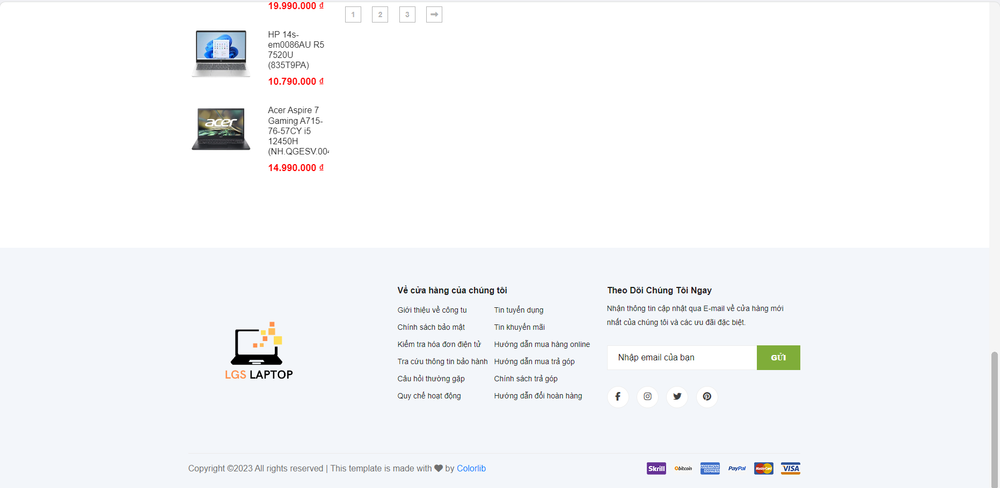 19.990.000 ₫
1 2 3
HP 14s-
em0086AU R5
7520U
(835T9PA)
10.790.000 ₫
acer
Acer Aspire 7
Gaming A715-
76-57CY i5
12450H
(NH.QGESV.004
14.990.000 ₫
LGS LAPTOP
Về cửa hàng của chúng tôi
Giới thiệu về công tu
Chính sách bảo mật
Kiểm tra hóa đơn điện tử
Tra cứu thông tin bảo hành
Câu hỏi thường gặp
Quy chế hoạt động
Tin tuyển dụng
Tin khuyến mãi
Hướng dẫn mua hàng online
Hướng dẫn mua trả góp
Chính sách trả góp
Hướng dẫn đổi hoàn hàng
Theo Dõi Chúng Tôi Ngay
Nhận thông tin cập nhật qua E-mail về cửa hàng mới
nhất của chúng tôi và các ưu đãi đặc biệt.
Nhập email của bạn
GỬI
Copyright ©2023 All rights reserved | This template is made with ♥ by Colorlib
Skrill bitcoin AMERICAN EXPRESS PayPal MasterCard VISA